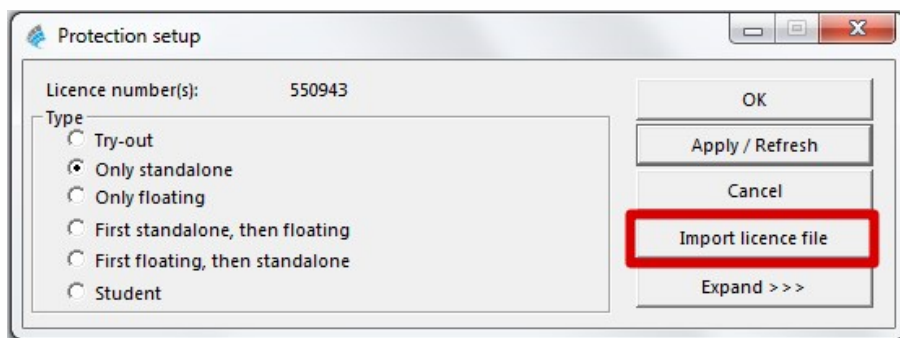 Protection setup
Licence number(s): 550943
Type
Try-out
Only standalone
Only floating
First standalone, then floating
First floating, then standalone
Student
OK
Apply / Refresh
Cancel
Import licence file
Expand >>>